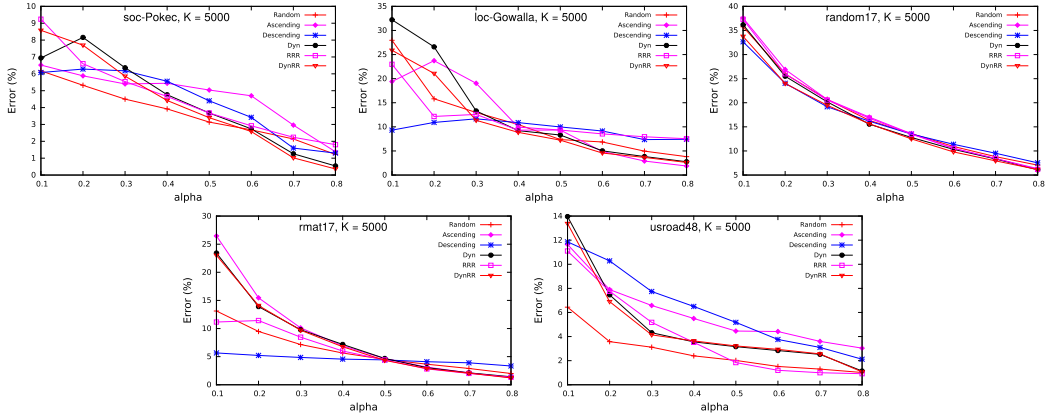 soc-Pokec, K = 5000
Error (%)
10
9
8
7
6
5
4
3
2
1
0
0.1 0.2 0.3 0.4 0.5 0.6 0.7 0.8
alpha
Random
Ascending
Descending
Dyn
RRR
DynRR
loc-Gowalla, K = 5000
Error (%)
35
30
25
20
15
10
5
0
0.1 0.2 0.3 0.4 0.5 0.6 0.7 0.8
alpha
Random
Ascending
Descending
Dyn
RRR
DynRR
random17, K = 5000
Error (%)
40
35
30
25
20
15
10
5
0.1 0.2 0.3 0.4 0.5 0.6 0.7 0.8
alpha
Random
Ascending
Descending
Dyn
RRR
DynRR
rmat17, K = 5000
Error (%)
30
25
20
15
10
5
0
0.1 0.2 0.3 0.4 0.5 0.6 0.7 0.8
alpha
Random
Ascending
Descending
Dyn
RRR
DynRR
usroad48, K = 5000
Error (%)
14
12
10
8
6
4
2
0
0.1 0.2 0.3 0.4 0.5 0.6 0.7 0.8
alpha
Random
Ascending
Descending
Dyn
RRR
DynRR